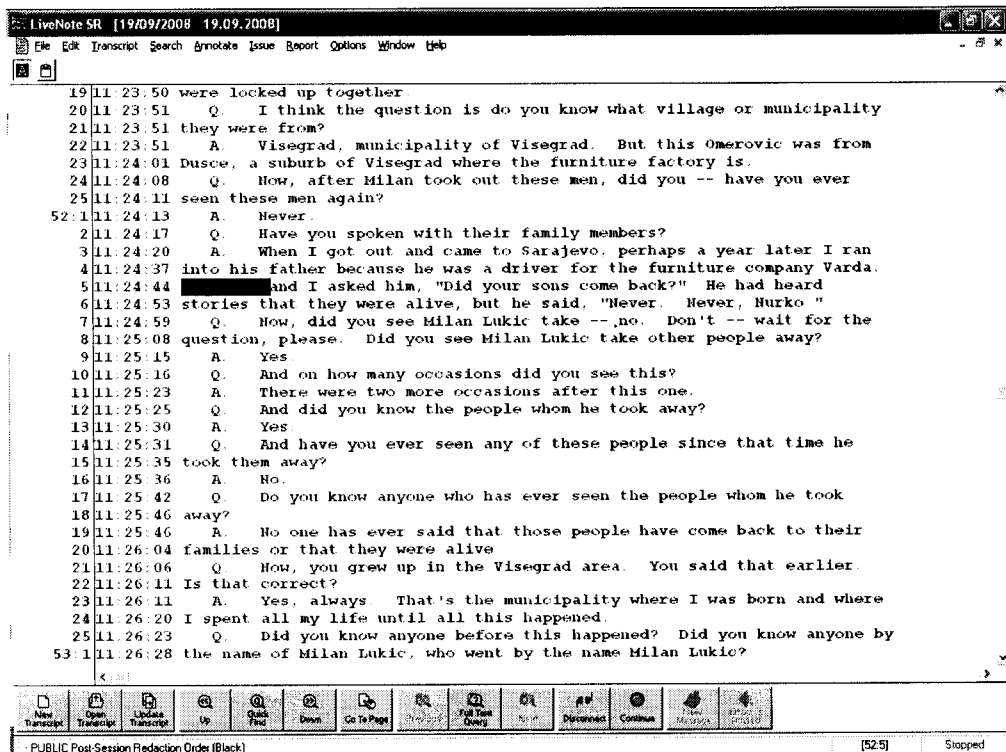 LiveNote SR [19/09/2008 19.09.2008]
File Edit Transcript Search Annotate Issue Report Options Window Help
19 11:23:50 were locked up together.
20 11:23:51 Q. I think the question is do you know what village or municipality
21 11:23:51 they were from?
22 11:23:51 A. Visegrad, municipality of Visegrad. But this Omerovic was from
23 11:24:01 Dusce, a suburb of Visegrad where the furniture factory is.
24 11:24:08 Q. Now, after Milan took out these men, did you -- have you ever
25 11:24:11 seen these men again?
52:1 11:24:13 A. Never.
2 11:24:17 Q. Have you spoken with their family members?
3 11:24:20 A. When I got out and came to Sarajevo, perhaps a year later I ran
4 11:24:37 into his father because he was a driver for the furniture company Varda.
5 11:24:44 and I asked him, "Did your sons come back?" He had heard
6 11:24:53 stories that they were alive, but he said, "Never. Never, Nurko "
7 11:24:59 Q. Now, did you see Milan Lukic take -- no. Don't -- wait for the
8 11:25:08 question, please. Did you see Milan Lukic take other people away?
9 11:25:15 A. Yes.
10 11:25:16 Q. And on how many occasions did you see this?
11 11:25:23 A. There were two more occasions after this one.
12 11:25:25 Q. And did you know the people whom he took away?
13 11:25:30 A. Yes.
14 11:25:31 Q. And have you ever seen any of these people since that time he
15 11:25:35 took them away?
16 11:25:36 A. No.
17 11:25:42 Q. Do you know anyone who has ever seen the people whom he took
18 11:25:46 away?
19 11:25:46 A. No one has ever said that those people have come back to their
20 11:26:04 families or that they were alive
21 11:26:06 Q. Now, you grew up in the Visegrad area. You said that earlier.
22 11:26:11 Is that correct?
23 11:26:11 A. Yes, always. That's the municipality where I was born and where
24 11:26:20 I spent all my life until all this happened.
25 11:26:23 Q. Did you know anyone before this happened? Did you know anyone by
53:1 11:26:28 the name of Milan Lukic, who went by the name Milan Lukic?
New Transcript Open Transcript Update Transcript Up Quick Find Down Go To Page Full Text Query Disconnect Continue
PUBLIC Post-Session Redaction Order (Black) [52:5] Stopped